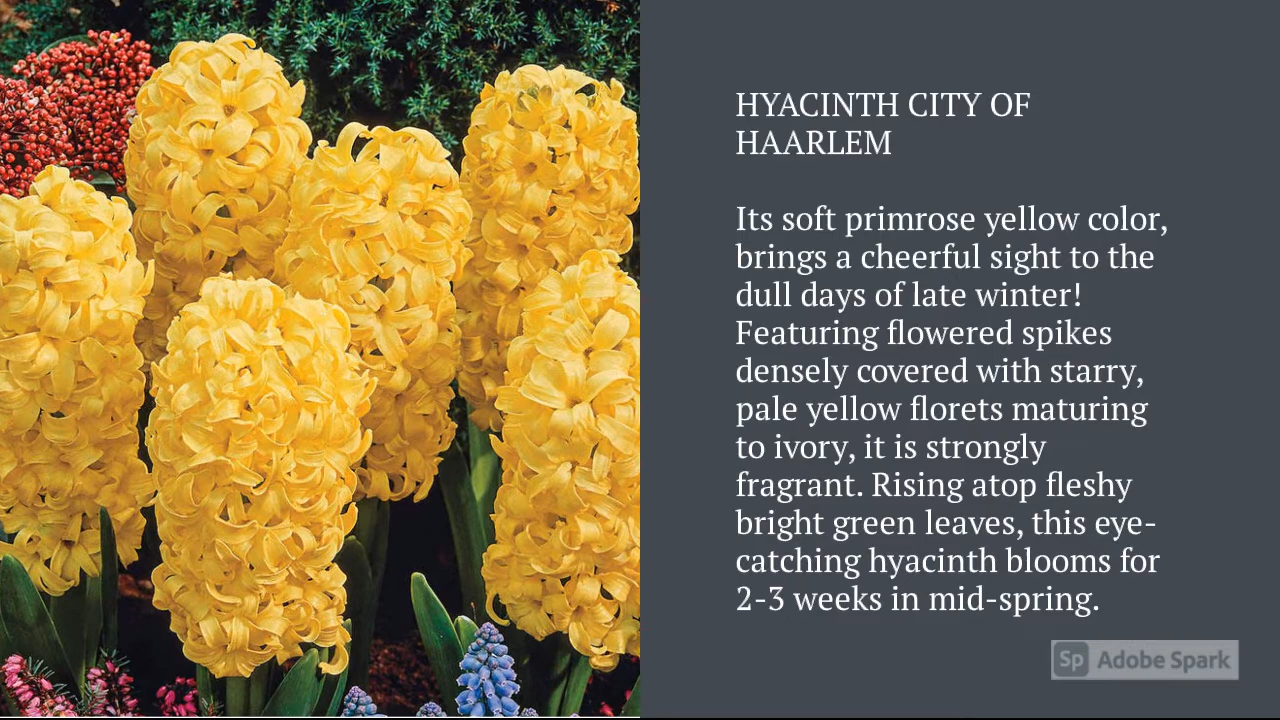 HYACINTH CITY OF
HAARLEM
Its soft primrose yellow color,
brings a cheerful sight to the
dull days of late winter!
Featuring flowered spikes
densely covered with starry,
pale yellow florets maturing
to ivory, it is strongly
fragrant. Rising atop fleshy
bright green leaves, this eye-
catching hyacinth blooms for
2-3 weeks in mid-spring.
Sp Adobe Spark